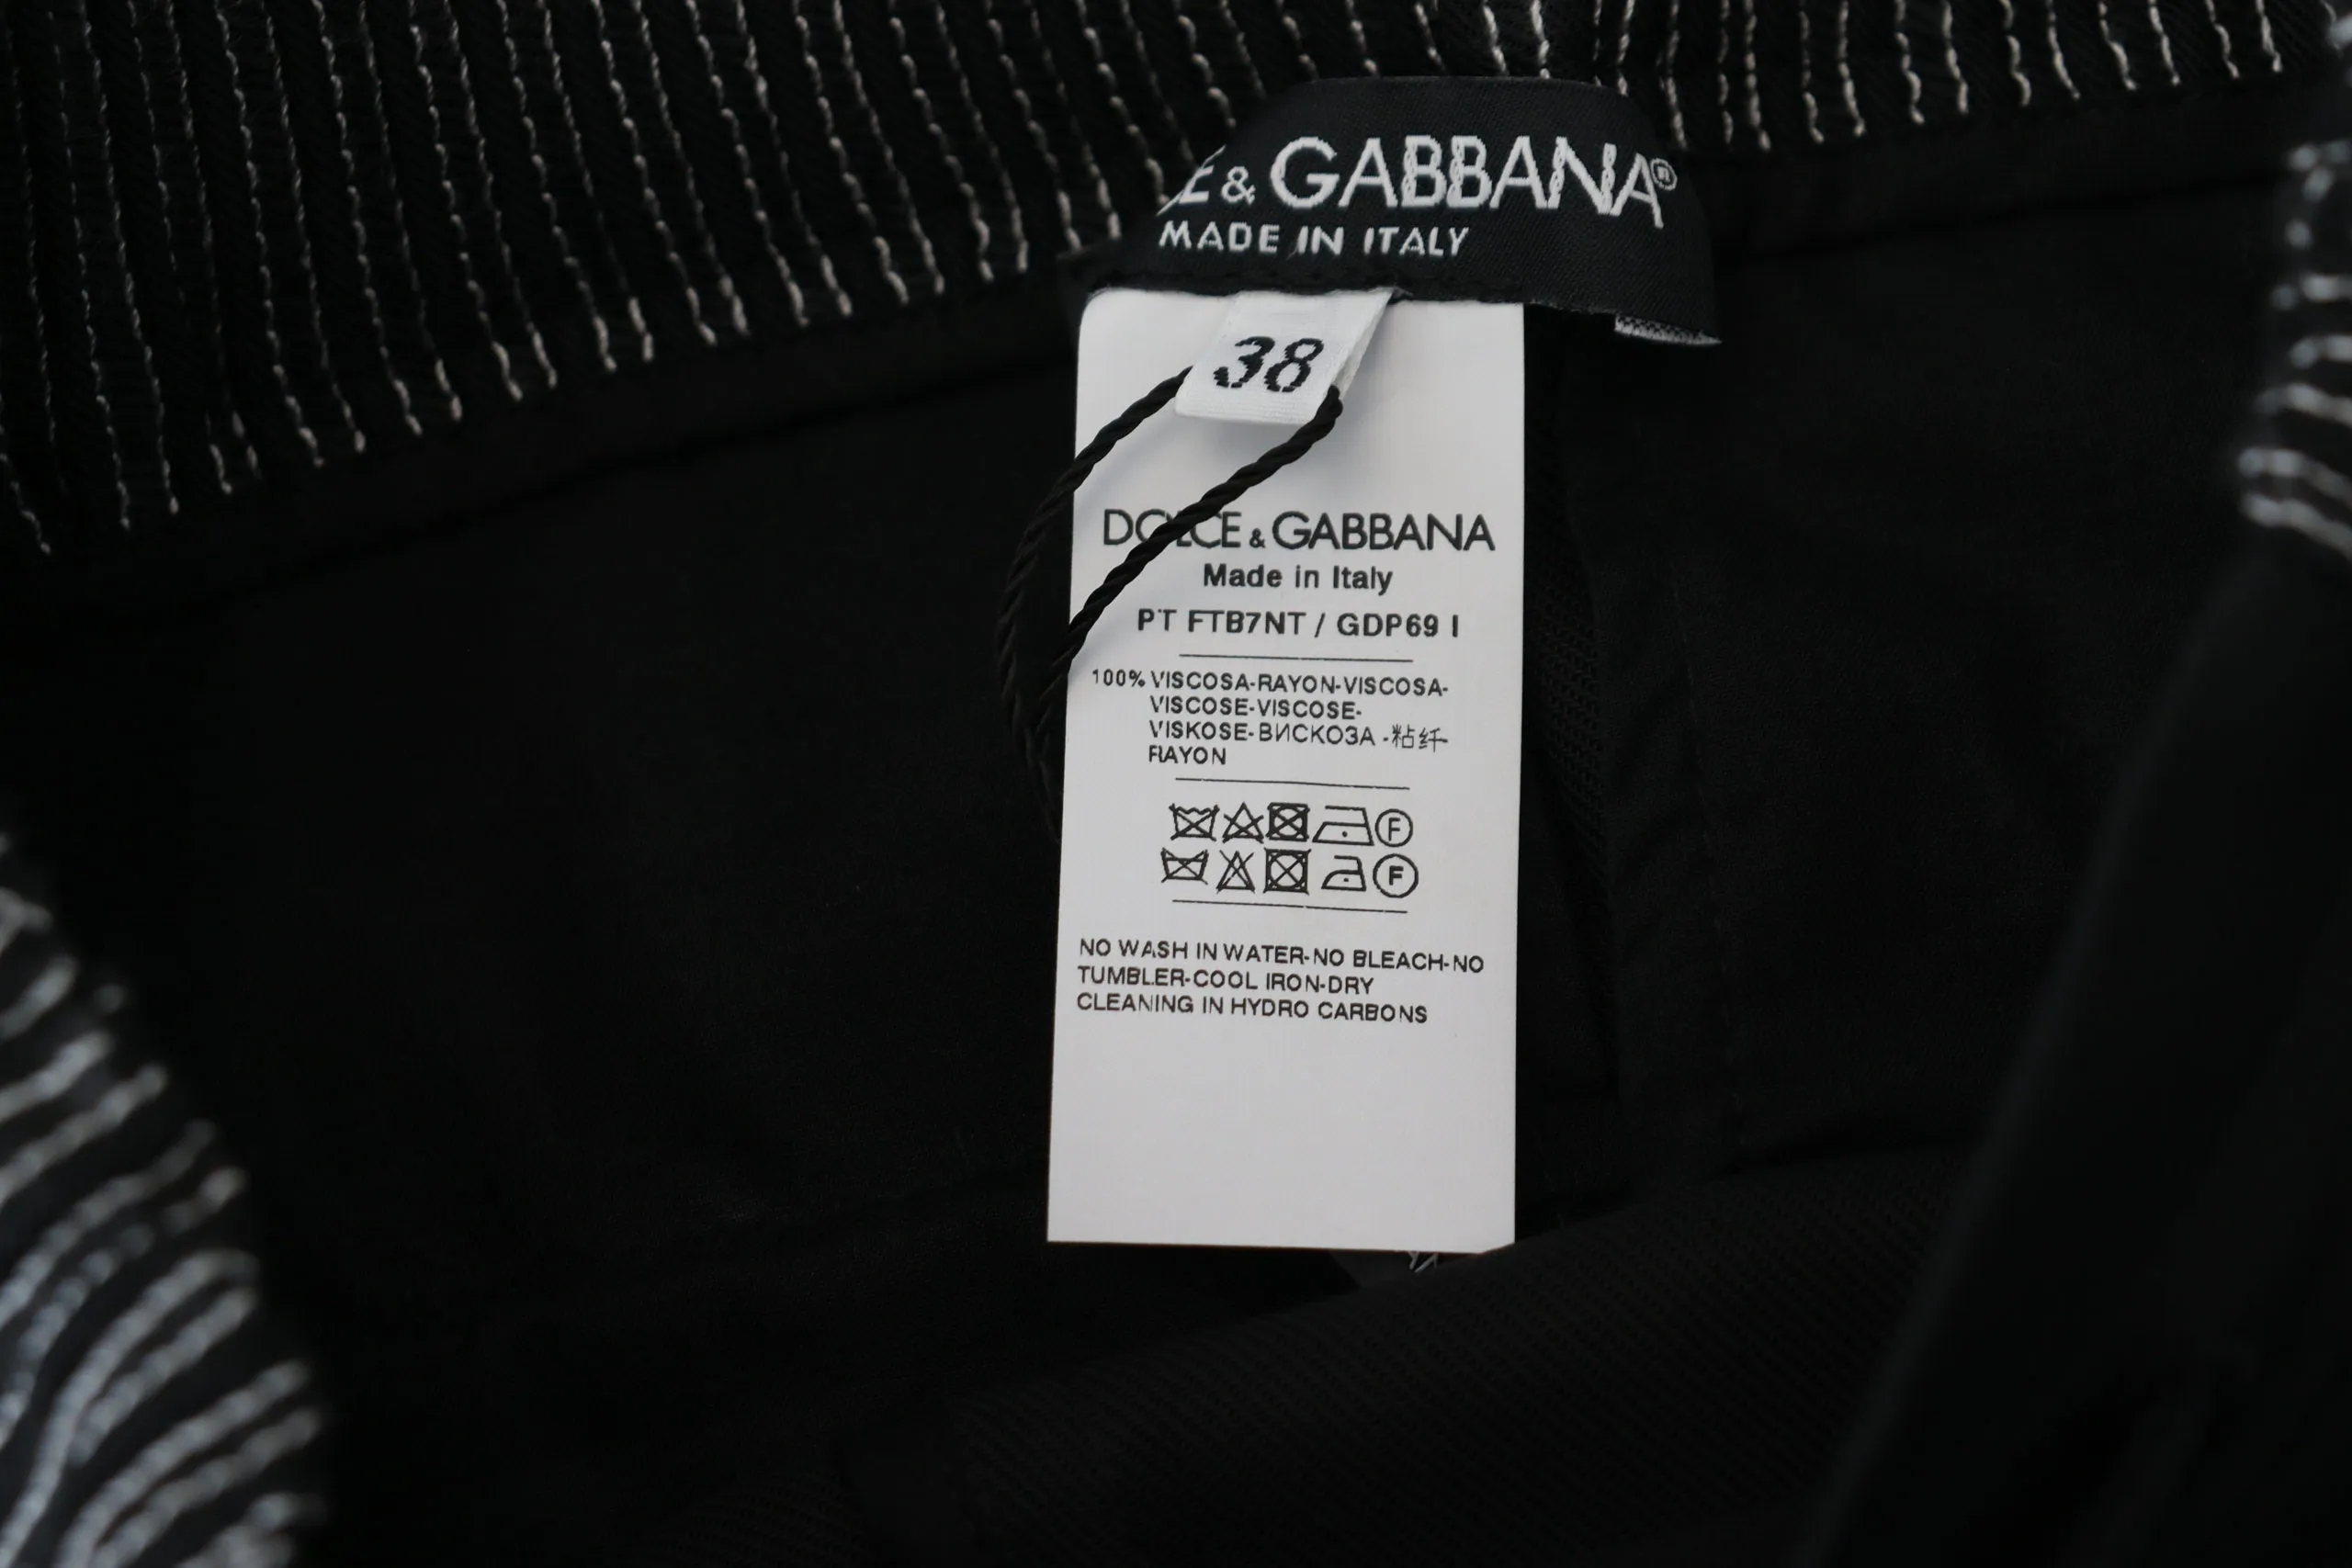 E & GABBANA®
MADE IN ITALY
38
DOLCE & GABBANA
Made in Italy
PT FTB7NT / GDP69 I
100% VISCOSA-RAYON-VISCOSA-
VISCOSE-VISCOSE-
VISKOSE-ВИСКОЗА -粘纤-
RAYON
F
F
NO WASH IN WATER-NO BLEACH-NO
TUMBLER-COOL IRON-DRY
CLEANING IN HYDRO CARBONS